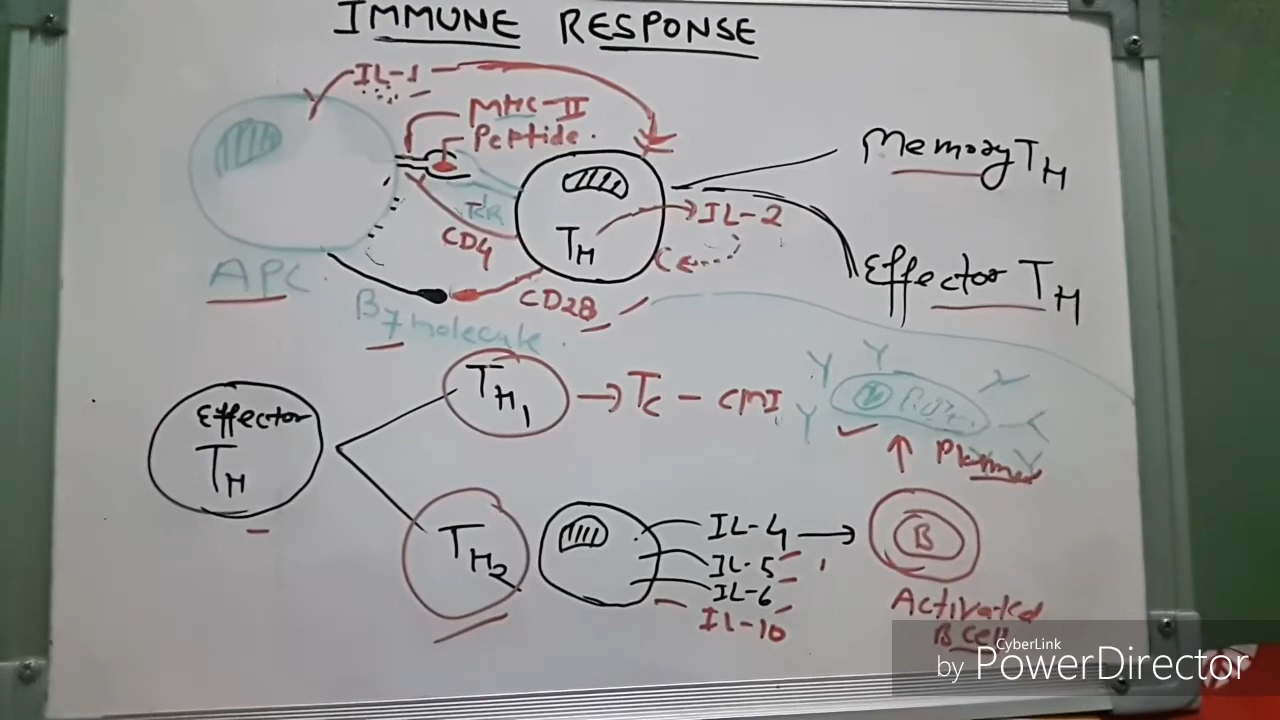 IMMUNE RESPONSE
IL-1
MHC-II
Peptide.
Memory TH
TH
IL-2
CD4
APC
CD28
Effector TH
B7 molecule.
TH1
Tc - CMI
Effector
TH
Plasma
TH2
IL-4
IL-5
IL-6
IL-10
B
Activated
B Cell
CyberLink
by PowerDirector